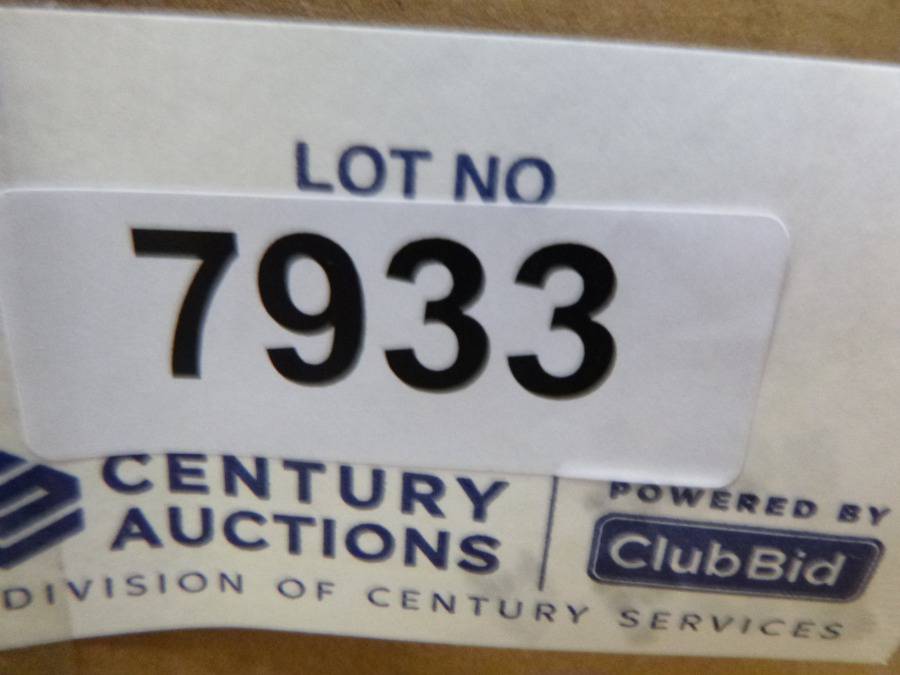 LOT NO
7933
CENTURY
AUCTIONS
DIVISION OF CENTURY SERVICES
POWERED BY
ClubBid